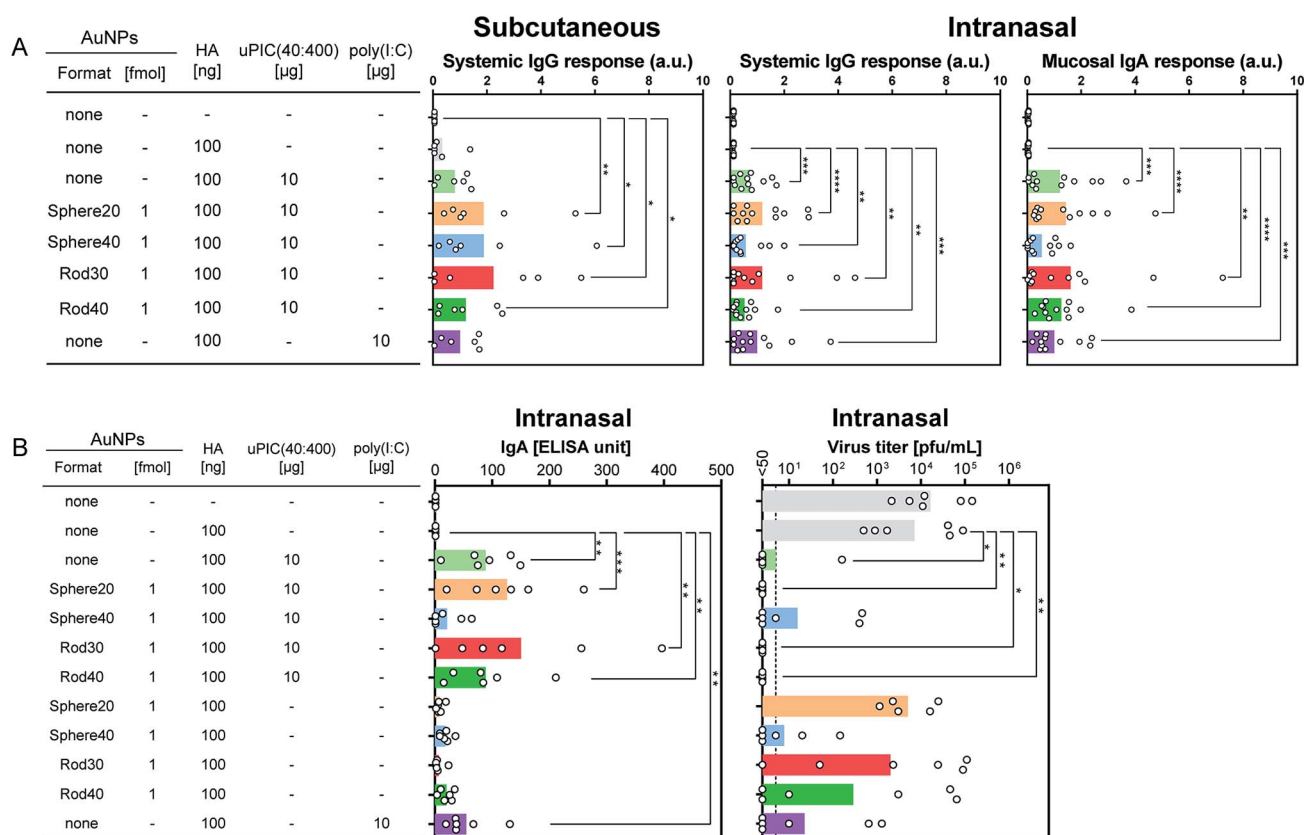 A
Subcutaneous
Intranasal
AuNPs HA [ng] uPIC(40:400) [µg] poly(I:C) [µg]
Format [fmol]
Systemic IgG response (a.u.)
Systemic IgG response (a.u.)
Mucosal IgA response (a.u.)
0 2 4 6 8 10
0 2 4 6 8 10
0 2 4 6 8 10
none - - - -
none - 100 - -
none - 100 10 -
Sphere20 1 100 10 -
Sphere40 1 100 10 -
Rod30 1 100 10 -
Rod40 1 100 10 -
none - 100 - 10
** * * *
*** **** ** ** ** ***
*** **** ** **** ***
B
Intranasal
Intranasal
AuNPs HA [ng] uPIC(40:400) [µg] poly(I:C) [µg]
Format [fmol]
IgA [ELISA unit]
Virus titer [pfu/mL]
0 100 200 300 400 500
<50 10¹ 10² 10³ 10⁴ 10⁵ 10⁶
none - - - -
none - 100 - -
none - 100 10 -
Sphere20 1 100 10 -
Sphere40 1 100 10 -
Rod30 1 100 10 -
Rod40 1 100 10 -
Sphere20 1 100 - -
Sphere40 1 100 - -
Rod30 1 100 - -
Rod40 1 100 - -
none - 100 - 10
** *** ** ** **
* ** * **